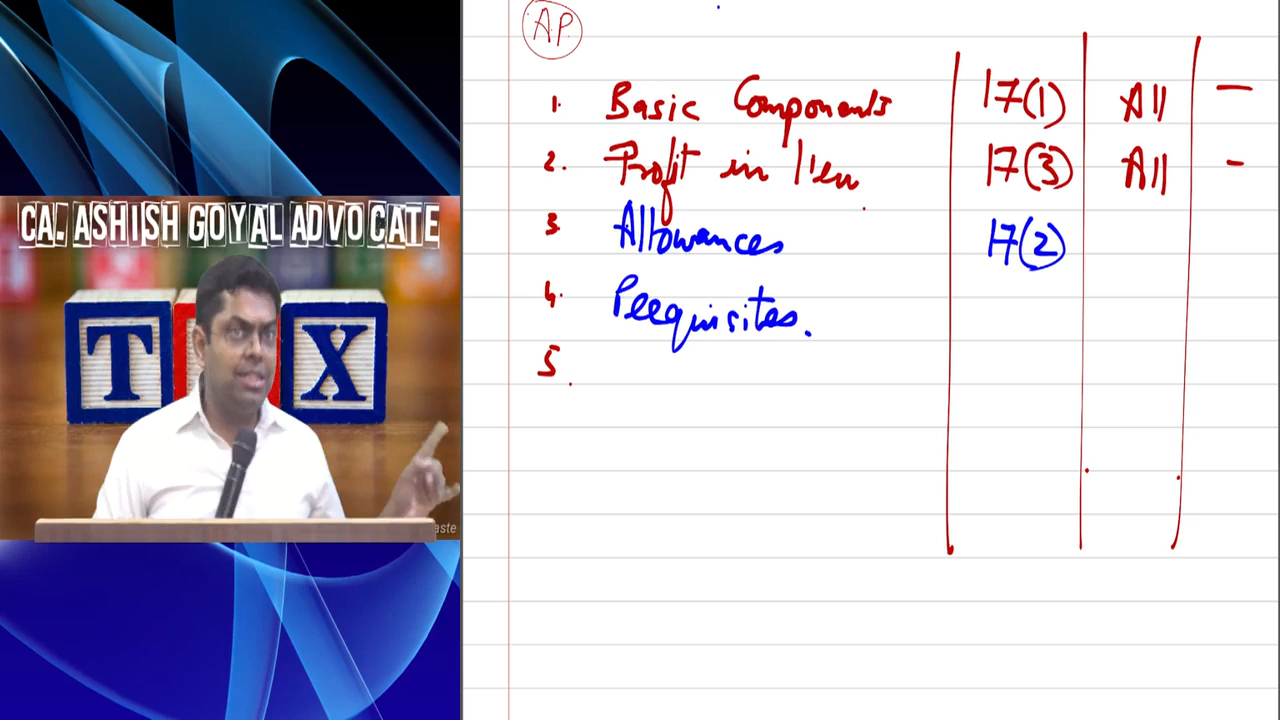 CA. ASHISH GOYAL ADVOCATE
T X
aste
A.P.
1. Basic Components 17(1) All —
2. Profit in lieu 17(3) All -
3. Allowances 17(2)
4. Perquisites.
5.